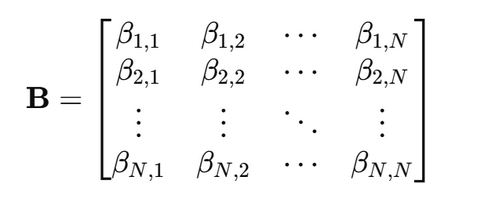 B = [ β1,1 β1,2 ⋯ β1,N
β2,1 β2,2 ⋯ β2,N
⋮ ⋮ ⋱ ⋮
βN,1 βN,2 ⋯ βN,N ]